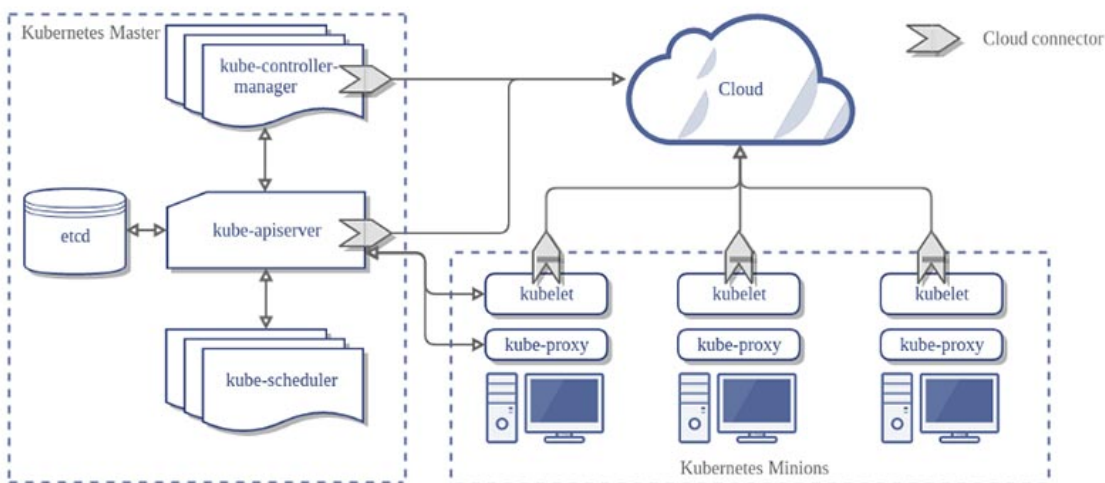 Kubernetes Master
kube-controller-
manager
Cloud
Cloud connector
etcd
kube-apiserver
kubelet
kubelet
kubelet
kube-proxy
kube-proxy
kube-proxy
kube-scheduler
Kubernetes Minions